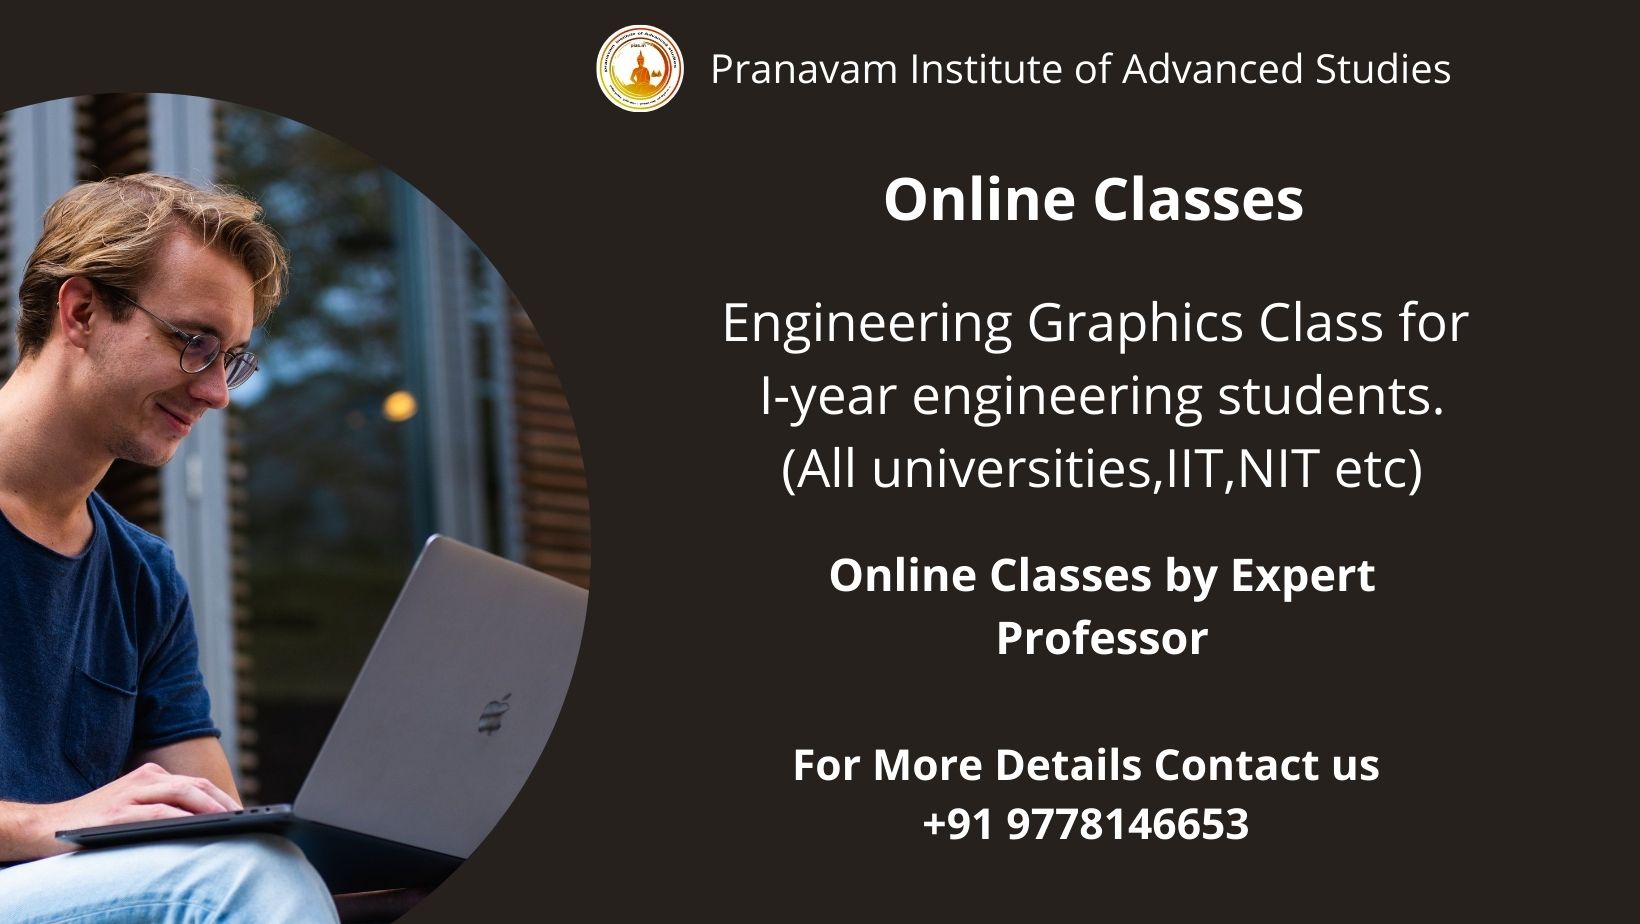 Pranavam Institute of Advanced Studies
Online Classes
Engineering Graphics Class for
I-year engineering students.
(All universities,IIT,NIT etc)
Online Classes by Expert
Professor
For More Details Contact us
+91 9778146653